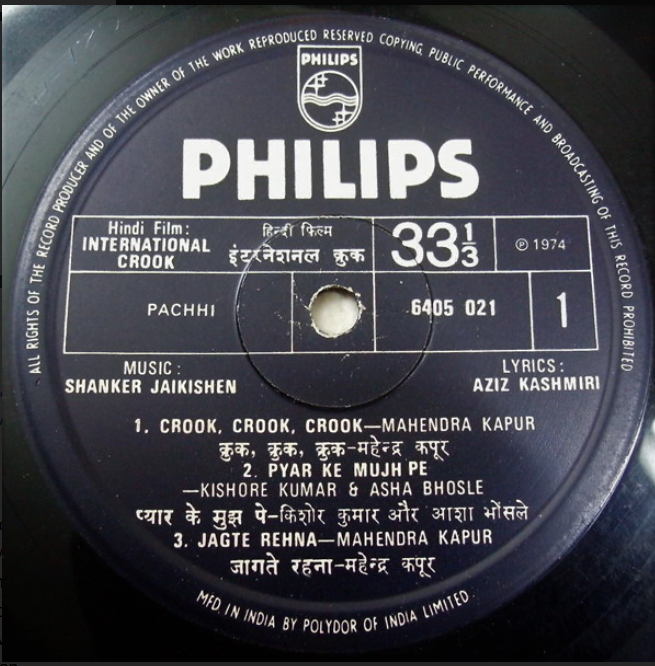 ALL RIGHTS OF THE RECORD PRODUCER AND OF THE OWNER OF THE WORK REPRODUCED RESERVED COPYING, PUBLIC PERFORMANCE AND BROADCASTING OF THIS RECORD PROHIBITED
PHILIPS
PHILIPS
Hindi Film:
INTERNATIONAL
CROOK
हिन्दी फिल्म
इंटरनेशनल क्रुक
33⅓
℗ 1974
PACHHI
6405 021
1
MUSIC:
SHANKER JAIKISHEN
LYRICS:
AZIZ KASHMIRI
1. CROOK, CROOK, CROOK—MAHENDRA KAPUR
क्रुक, क्रुक, क्रुक-महेन्द्र कपूर
2. PYAR KE MUJH PE
—KISHORE KUMAR & ASHA BHOSLE
प्यार के मुझ पे-किशोर कुमार और आशा भोंसले
3. JAGTE REHNA—MAHENDRA KAPUR
जागते रहना-महेन्द्र कपूर
MFD. IN INDIA BY POLYDOR OF INDIA LIMITED